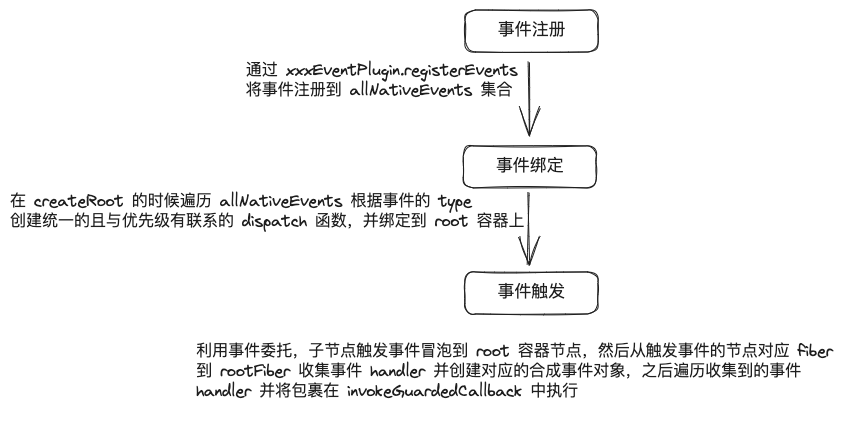 事件注册
通过 xxxEventPlugin.registerEvents
将事件注册到 allNativeEvents 集合
事件绑定
在 createRoot 的时候遍历 allNativeEvents 根据事件的 type
创建统一的且与优先级有联系的 dispatch 函数，并绑定到 root 容器上
事件触发
利用事件委托，子节点触发事件冒泡到 root 容器节点，然后从触发事件的节点对应 fiber
到 rootFiber 收集事件 handler 并创建对应的合成事件对象，之后遍历收集到的事件
handler 并将包裹在 invokeGuardedCallback 中执行